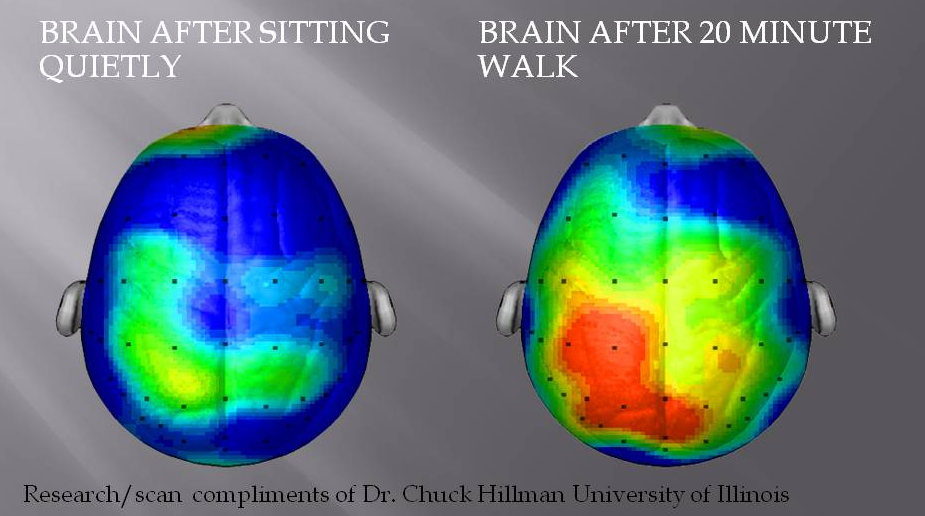 BRAIN AFTER SITTING
QUIETLY
BRAIN AFTER 20 MINUTE
WALK
Research/scan compliments of Dr. Chuck Hillman University of Illinois